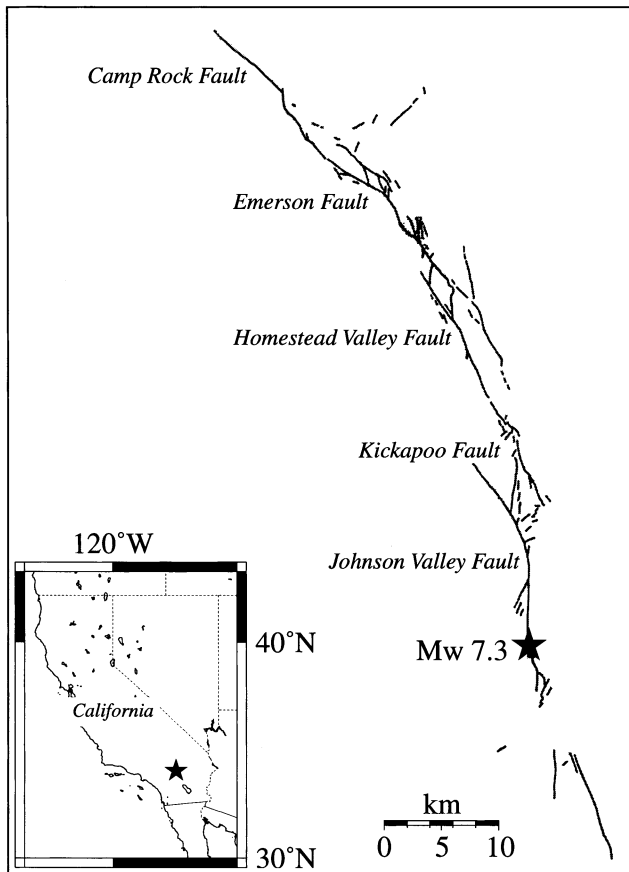 Camp Rock Fault
Emerson Fault
Homestead Valley Fault
Kickapoo Fault
Johnson Valley Fault
Mw 7.3
120˚W
40˚N
California
30˚N
km
0 5 10